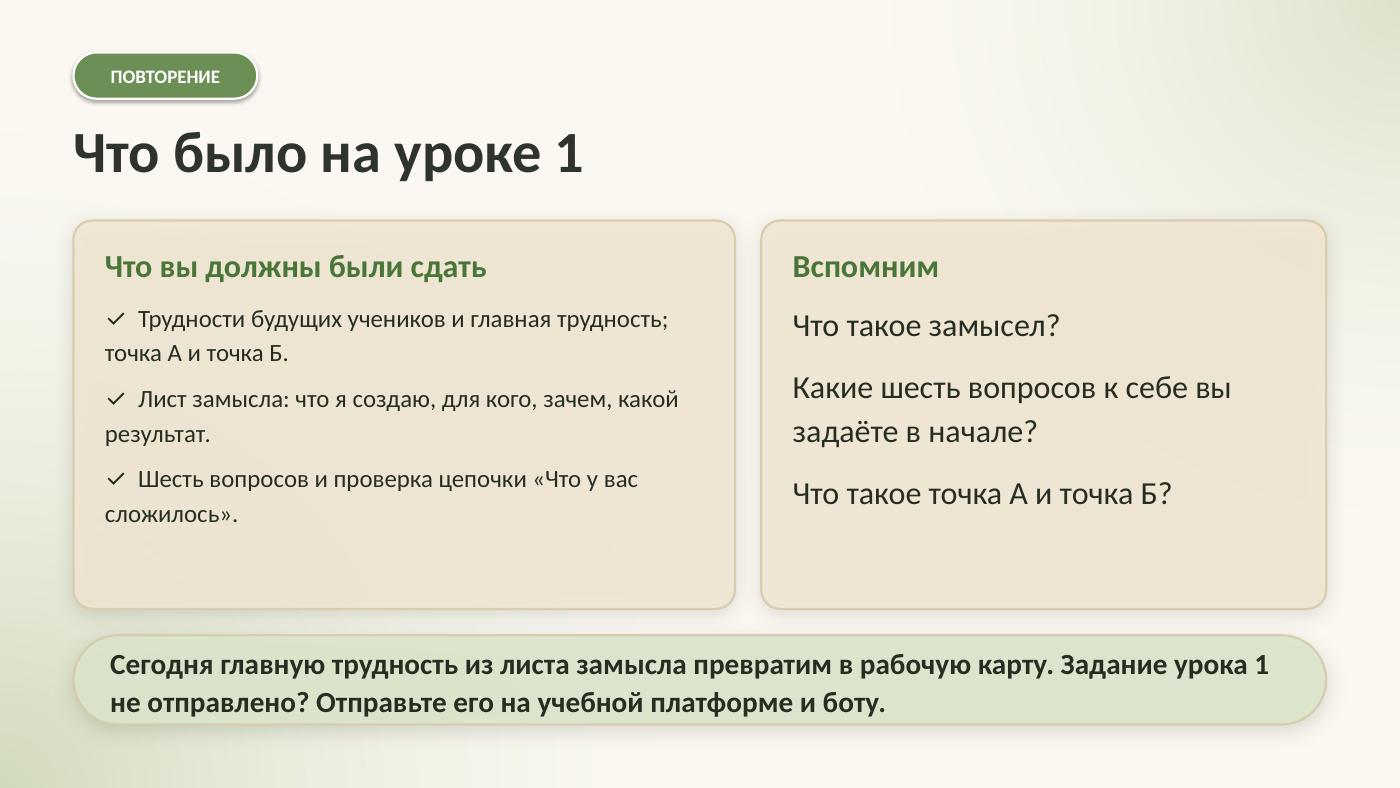 ПОВТОРЕНИЕ
Что было на уроке 1
Что вы должны были сдать
✓ Трудности будущих учеников и главная трудность;
точка А и точка Б.
✓ Лист замысла: что я создаю, для кого, зачем, какой
результат.
✓ Шесть вопросов и проверка цепочки «Что у вас
сложилось».
Вспомним
Что такое замысел?
Какие шесть вопросов к себе вы
задаёте в начале?
Что такое точка А и точка Б?
Сегодня главную трудность из листа замысла превратим в рабочую карту. Задание урока 1
не отправлено? Отправьте его на учебной платформе и боту.